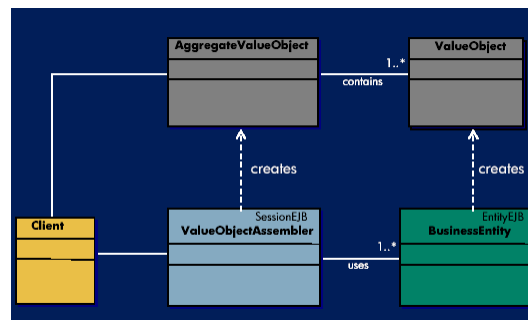 AggregateValueObject
ValueObject
1..*
contains
creates
creates
SessionEJB
ValueObjectAssembler
EntityEJB
BusinessEntity
Client
1..*
uses